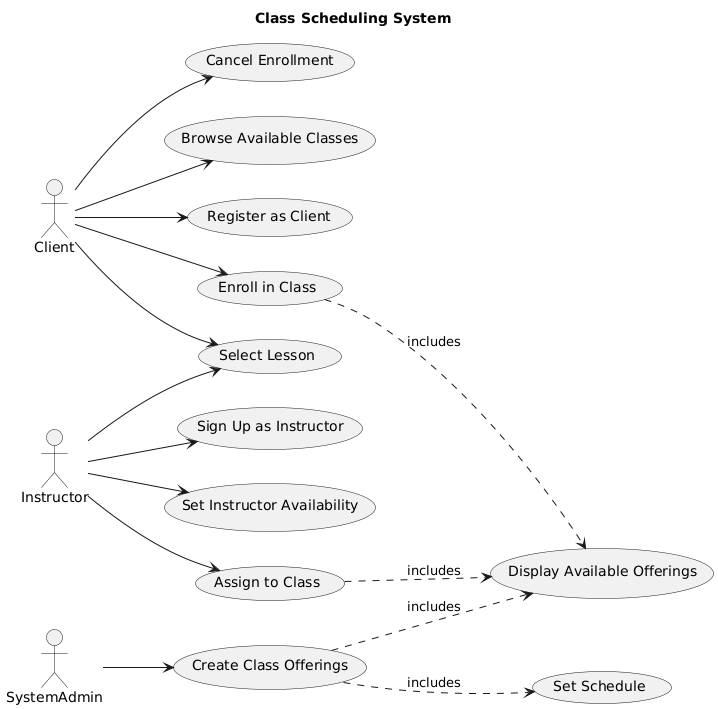 Class Scheduling System
Cancel Enrollment
Browse Available Classes
Register as Client
Client
Enroll in Class
includes
Select Lesson
Sign Up as Instructor
Instructor
Set Instructor Availability
Assign to Class
includes
Display Available Offerings
includes
Create Class Offerings
includes
Set Schedule
SystemAdmin